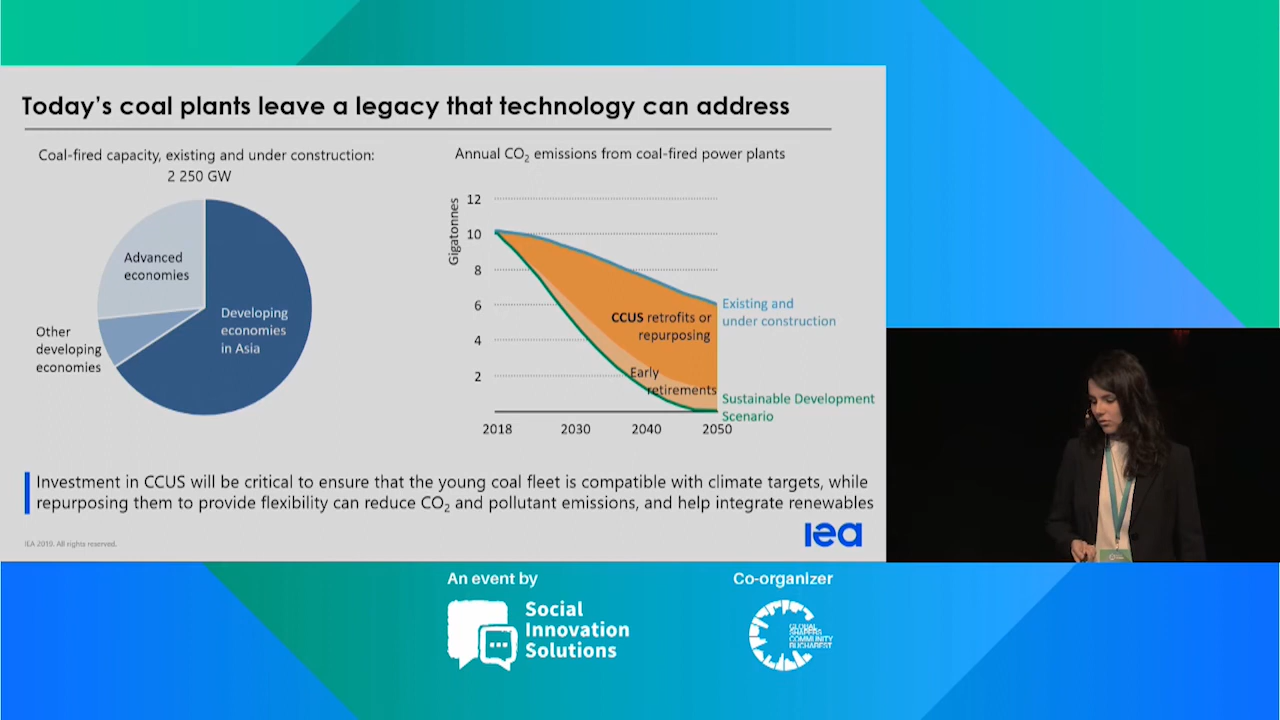 Today's coal plants leave a legacy that technology can address
Coal-fired capacity, existing and under construction:
2 250 GW
Advanced
economies
Developing
economies
in Asia
Other
developing
economies
Annual CO₂ emissions from coal-fired power plants
Gigatonnes
12
10
8
6
4
2
2018
2030
2040
2050
CCUS retrofits or
repurposing
Early
retirements
Existing and
under construction
Sustainable Development
Scenario
Investment in CCUS will be critical to ensure that the young coal fleet is compatible with climate targets, while
repurposing them to provide flexibility can reduce CO₂ and pollutant emissions, and help integrate renewables
IEA 2019. All rights reserved.
iea
An event by
Social
Innovation
Solutions
Co-organizer
GLOBAL
SHAPERS
COMMUNITY
BUCHAREST